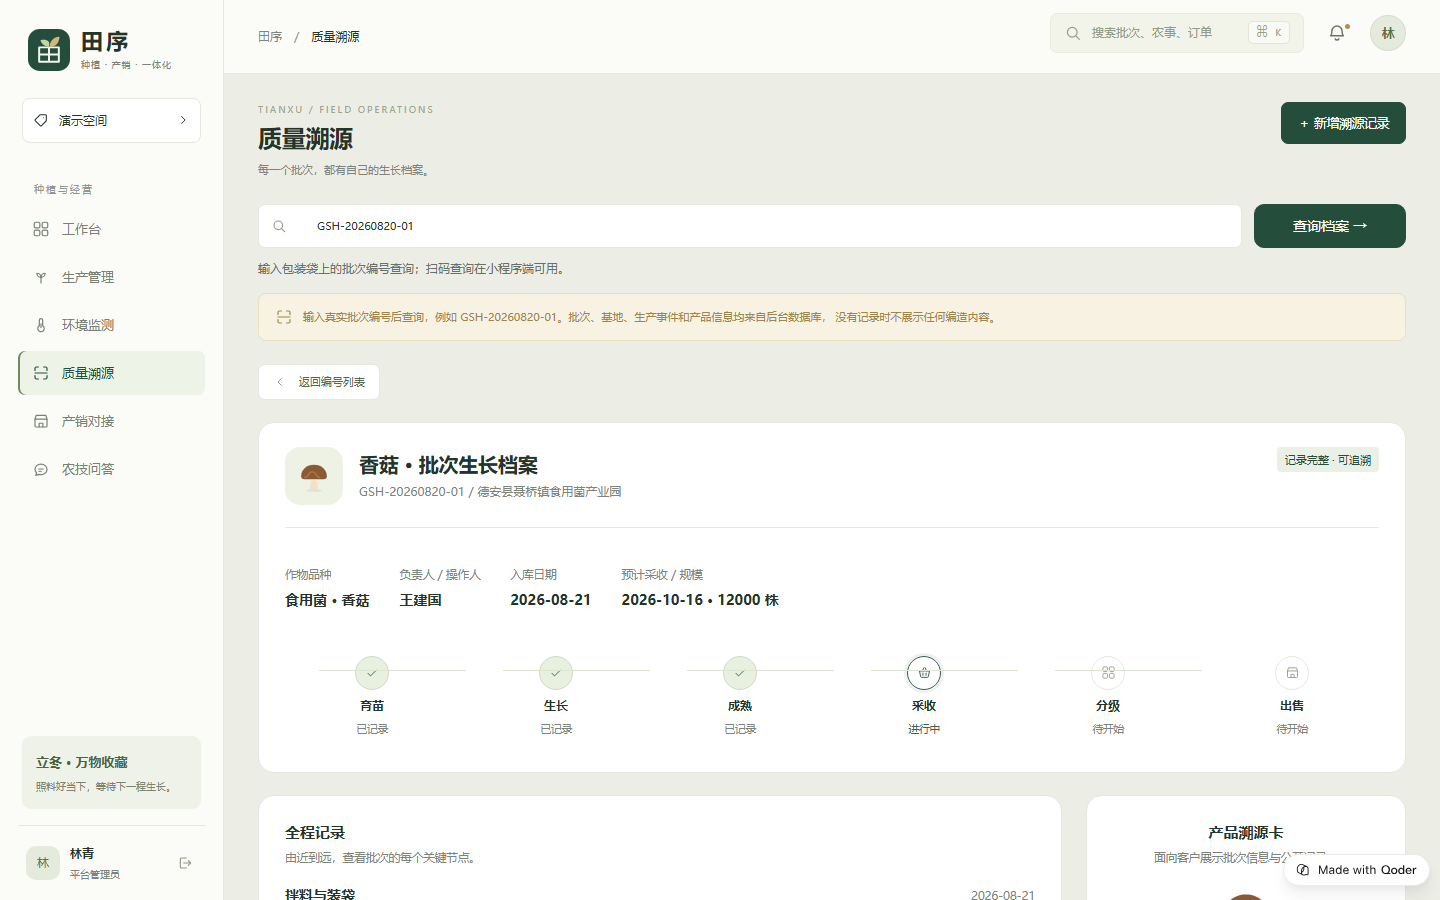 田序
种植 · 产销 · 一体化
演示空间
种植与经营
工作台
生产管理
环境监测
质量溯源
产销对接
农技问答
立冬 • 万物收藏
照料好当下，等待下一程生长。
林
林青
平台管理员
田序 / 质量溯源
搜索批次、农事、订单
⌘ K
林
TIANXU / FIELD OPERATIONS
质量溯源
每一个批次，都有自己的生长档案。
+ 新增溯源记录
GSH-20260820-01
查询档案 →
输入包装袋上的批次编号查询；扫码查询在小程序端可用。
输入真实批次编号后查询，例如 GSH-20260820-01。批次、基地、生产事件和产品信息均来自后台数据库， 没有记录时不展示任何编造内容。
返回编号列表
香菇 • 批次生长档案
GSH-20260820-01 / 德安县聂桥镇食用菌产业园
记录完整 · 可追溯
作物品种
食用菌 • 香菇
负责人 / 操作人
王建国
入库日期
2026-08-21
预计采收 / 规模
2026-10-16 • 12000 株
育苗
已记录
生长
已记录
成熟
已记录
采收
进行中
分级
待开始
出售
待开始
全程记录
由近到远，查看批次的每个关键节点。
拌料与装袋
2026-08-21
产品溯源卡
面向客户展示批次信息与公开记录
Made with Qoder